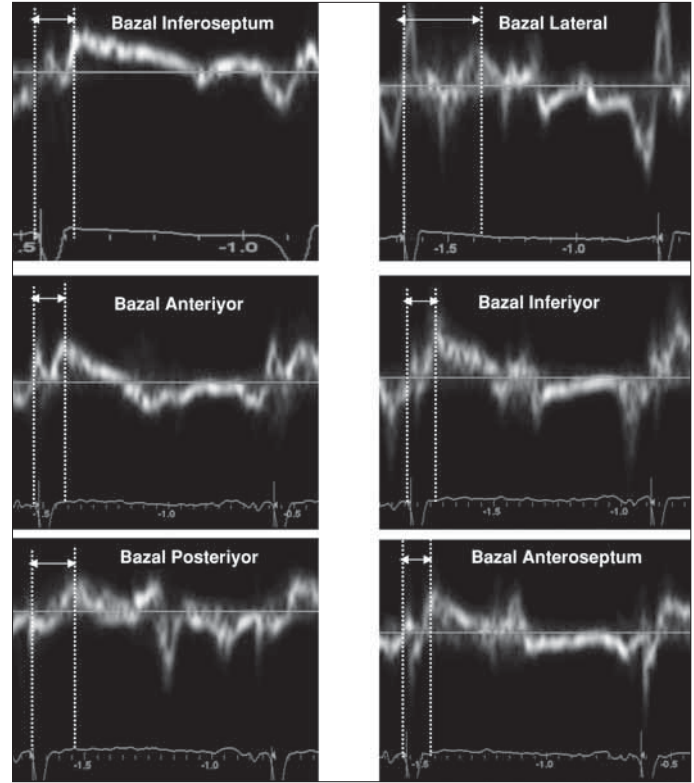 Bazal Inferoseptum
.5 -1.0
Bazal Lateral
-1.5 -1.0
Bazal Anteriyor
-1.5 -1.0 -0.5
Bazal Inferiyor
-1.5 -1.0
Bazal Posteriyor
-1.5 -1.0
Bazal Anteroseptum
-1.5 -1.0 -0.5